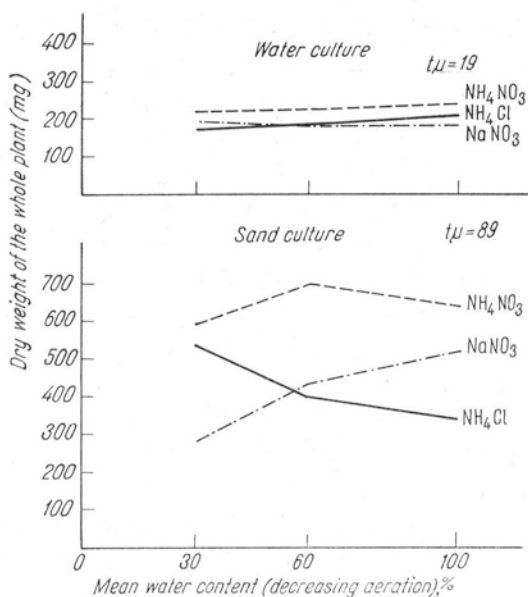 Water culture tμ=19
400
300
200
100
NH₄NO₃
NH₄Cl
NaNO₃
Dry weight of the whole plant (mg)
Sand culture tμ=89
700
600
500
400
300
200
100
NH₄NO₃
NaNO₃
NH₄Cl
0 30 60 100
Mean water content (decreasing aeration),%